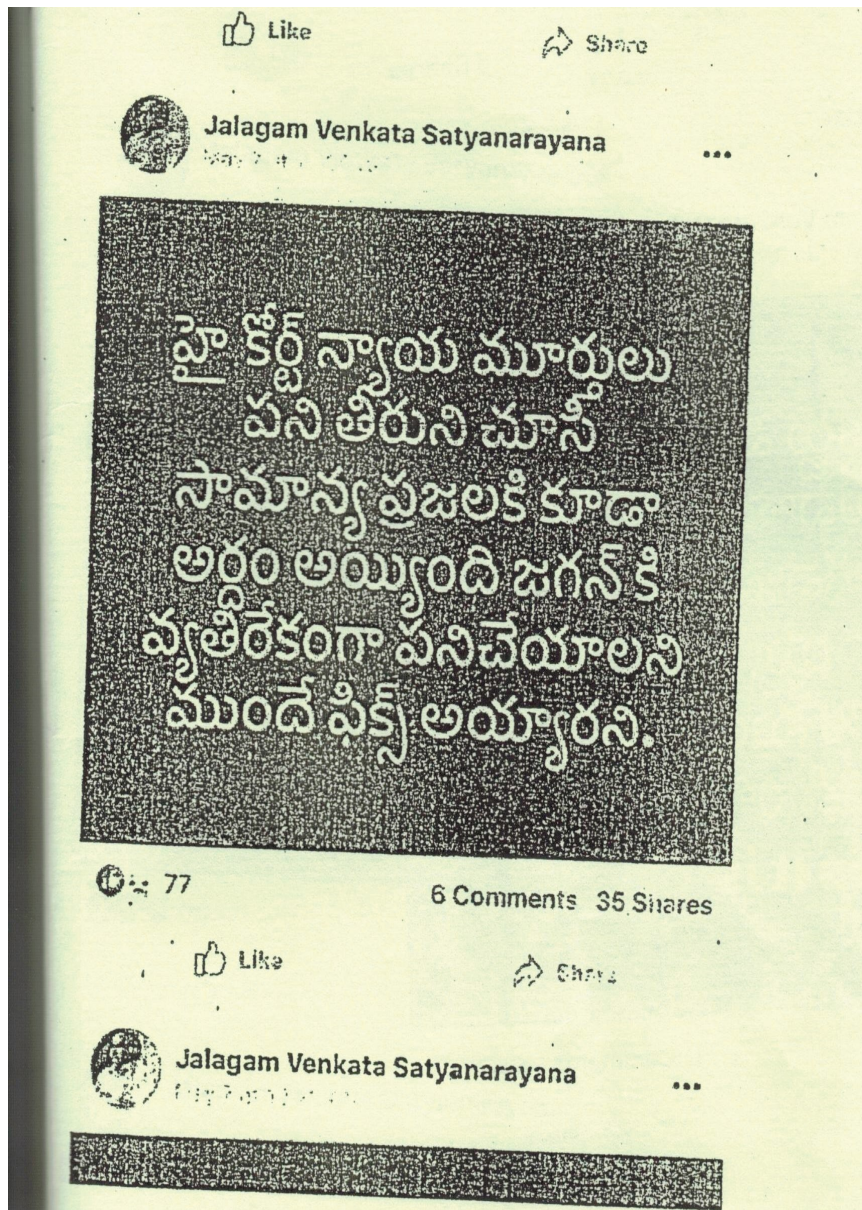 Like
Share
Jalagam Venkata Satyanarayana
...
హై కోర్ట్ న్యాయ మూర్తులు
పని తీరుని చూసి
సామాన్య ప్రజలకి కూడా
అర్దం అయ్యింది జగన్ కి
వ్యతిరేకంగా పనిచేయాలని
ముందే ఫిక్స్ అయ్యారని.
77
6 Comments 35 Shares
Like
Share
Jalagam Venkata Satyanarayana
...